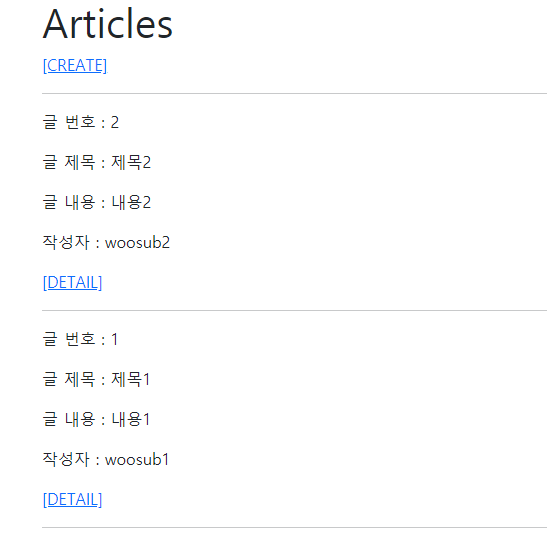 Articles
[CREATE]
글 번호 : 2
글 제목 : 제목2
글 내용 : 내용2
작성자 : woosub2
[DETAIL]
글 번호 : 1
글 제목 : 제목1
글 내용 : 내용1
작성자 : woosub1
[DETAIL]